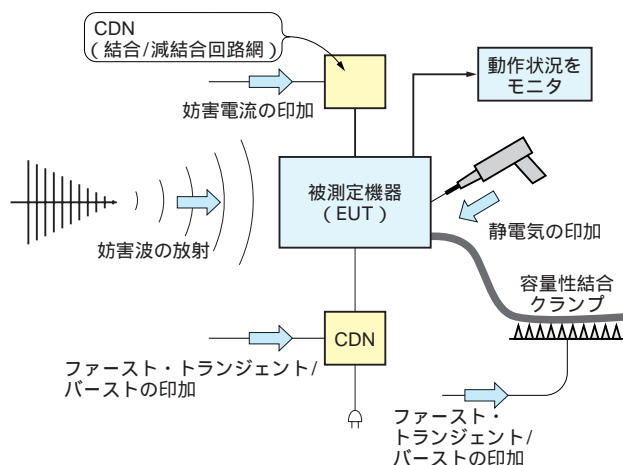 CDN
(結合/減結合回路網)
妨害電流の印加
動作状況を
モニタ
被測定機器
(EUT)
静電気の印加
妨害波の放射
容量性結合
クランプ
CDN
ファースト・トランジェント/
バーストの印加
ファースト・
トランジェント/
バーストの印加